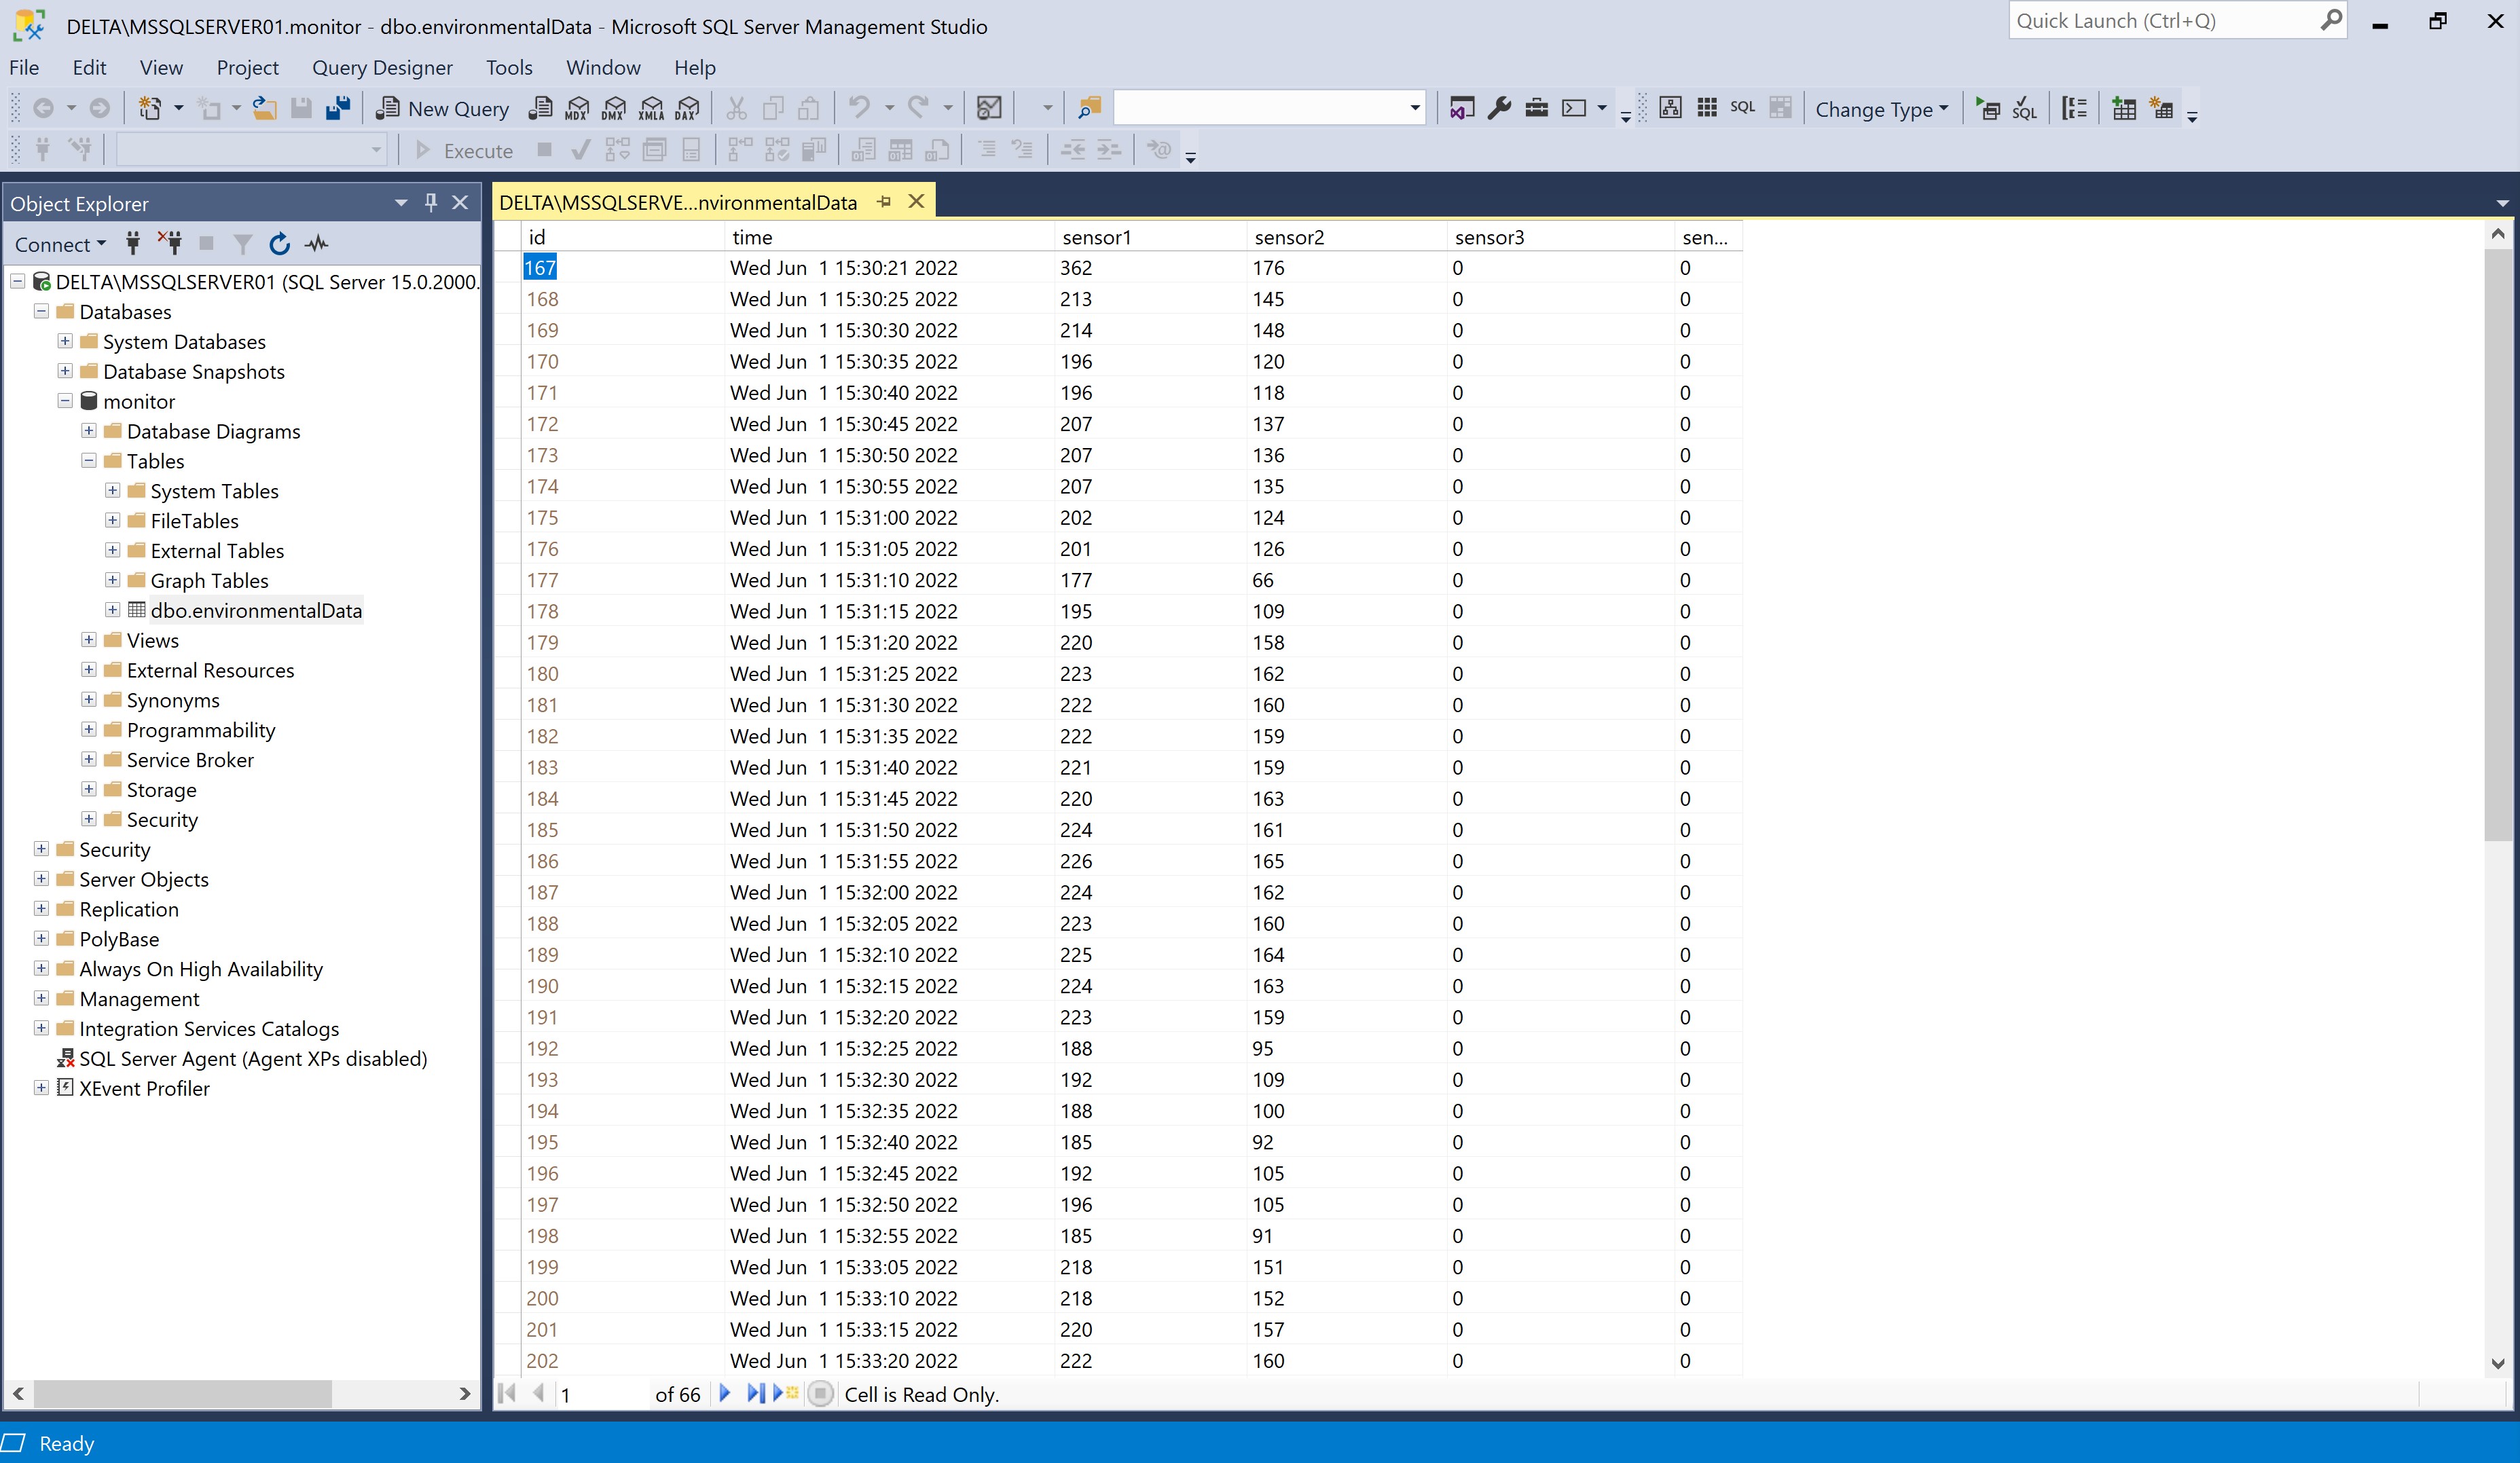 DELTA\MSSQLSERVER01.monitor - dbo.environmentalData - Microsoft SQL Server Management Studio
Quick Launch (Ctrl+Q)
File Edit View Project Query Designer Tools Window Help
New Query MDX DMX XMLA DAX SQL Change Type SQL
Execute
Object Explorer
Connect
DELTA\MSSQLSERVER01 (SQL Server 15.0.2000.
Databases
System Databases
Database Snapshots
monitor
Database Diagrams
Tables
System Tables
FileTables
External Tables
Graph Tables
dbo.environmentalData
Views
External Resources
Synonyms
Programmability
Service Broker
Storage
Security
Security
Server Objects
Replication
PolyBase
Always On High Availability
Management
Integration Services Catalogs
SQL Server Agent (Agent XPs disabled)
XEvent Profiler
DELTA\MSSQLSERVE...nvironmentalData
id time sensor1 sensor2 sensor3 sen...
167 Wed Jun  1 15:30:21 2022 362 176 0 0
168 Wed Jun  1 15:30:25 2022 213 145 0 0
169 Wed Jun  1 15:30:30 2022 214 148 0 0
170 Wed Jun  1 15:30:35 2022 196 120 0 0
171 Wed Jun  1 15:30:40 2022 196 118 0 0
172 Wed Jun  1 15:30:45 2022 207 137 0 0
173 Wed Jun  1 15:30:50 2022 207 136 0 0
174 Wed Jun  1 15:30:55 2022 207 135 0 0
175 Wed Jun  1 15:31:00 2022 202 124 0 0
176 Wed Jun  1 15:31:05 2022 201 126 0 0
177 Wed Jun  1 15:31:10 2022 177 66 0 0
178 Wed Jun  1 15:31:15 2022 195 109 0 0
179 Wed Jun  1 15:31:20 2022 220 158 0 0
180 Wed Jun  1 15:31:25 2022 223 162 0 0
181 Wed Jun  1 15:31:30 2022 222 160 0 0
182 Wed Jun  1 15:31:35 2022 222 159 0 0
183 Wed Jun  1 15:31:40 2022 221 159 0 0
184 Wed Jun  1 15:31:45 2022 220 163 0 0
185 Wed Jun  1 15:31:50 2022 224 161 0 0
186 Wed Jun  1 15:31:55 2022 226 165 0 0
187 Wed Jun  1 15:32:00 2022 224 162 0 0
188 Wed Jun  1 15:32:05 2022 223 160 0 0
189 Wed Jun  1 15:32:10 2022 225 164 0 0
190 Wed Jun  1 15:32:15 2022 224 163 0 0
191 Wed Jun  1 15:32:20 2022 223 159 0 0
192 Wed Jun  1 15:32:25 2022 188 95 0 0
193 Wed Jun  1 15:32:30 2022 192 109 0 0
194 Wed Jun  1 15:32:35 2022 188 100 0 0
195 Wed Jun  1 15:32:40 2022 185 92 0 0
196 Wed Jun  1 15:32:45 2022 192 105 0 0
197 Wed Jun  1 15:32:50 2022 196 105 0 0
198 Wed Jun  1 15:32:55 2022 185 91 0 0
199 Wed Jun  1 15:33:05 2022 218 151 0 0
200 Wed Jun  1 15:33:10 2022 218 152 0 0
201 Wed Jun  1 15:33:15 2022 220 157 0 0
202 Wed Jun  1 15:33:20 2022 222 160 0 0
1 of 66 Cell is Read Only.
Ready